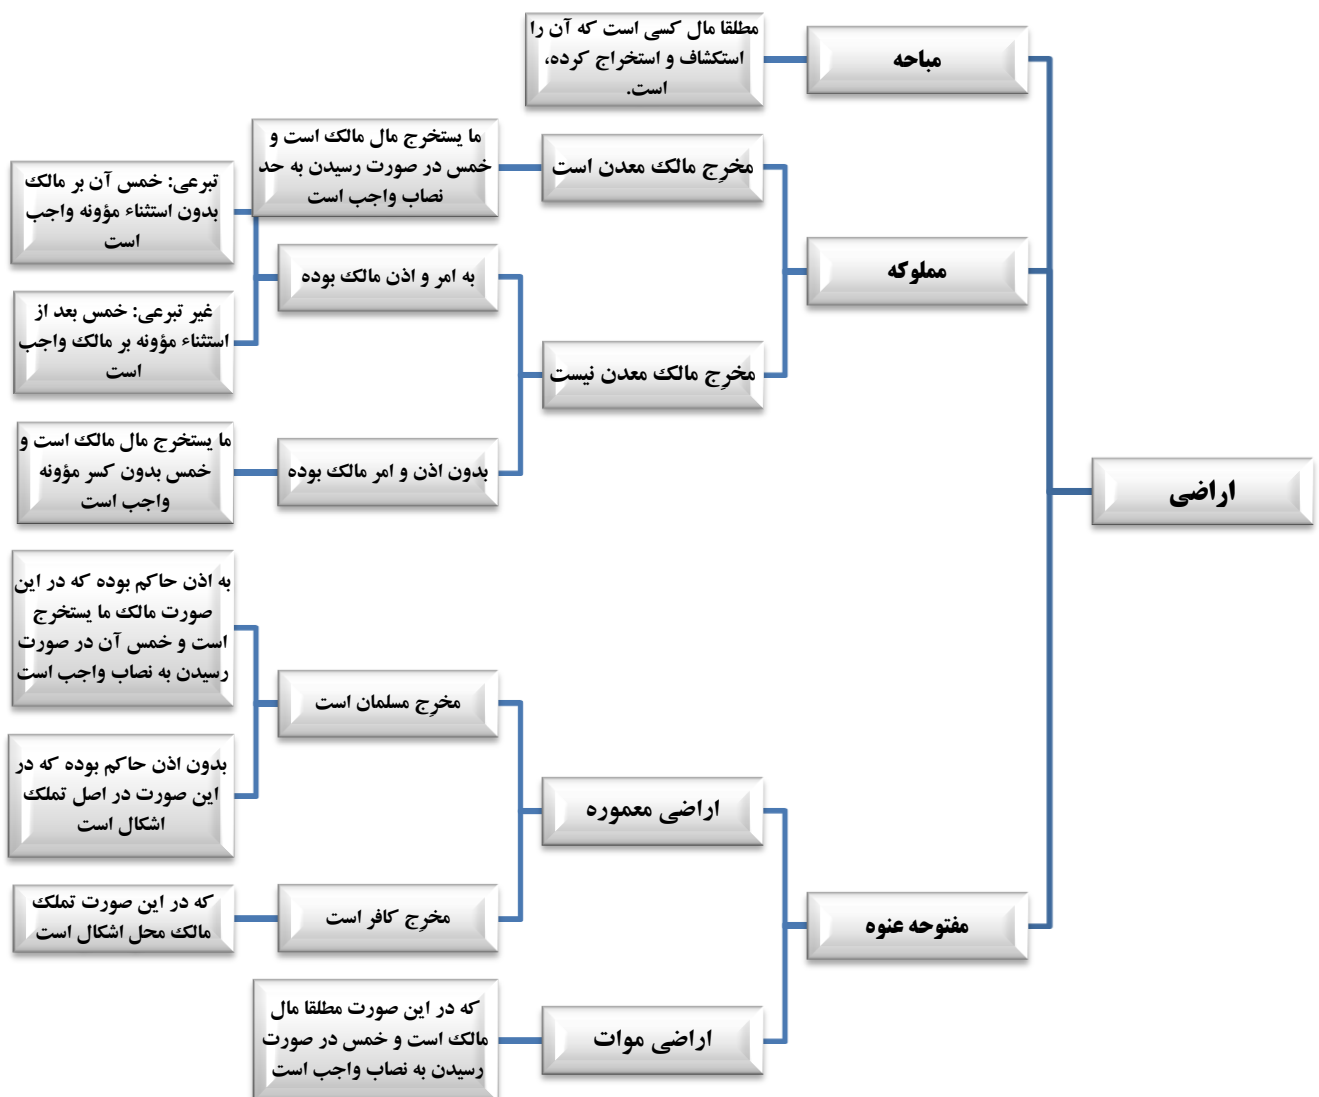 اراضی
مباحه
مطلقا مال کسی است که آن را
استکشاف و استخراج کرده،
است.
مملوکه
مخرِج مالک معدن است
ما یستخرج مال مالک است و
خمس در صورت رسیدن به حد
نصاب واجب است
مخرِج مالک معدن نیست
به امر و اذن مالک بوده
تبرعی: خمس آن بر مالک
بدون استثناء مؤونه واجب
است
غیر تبرعی: خمس بعد از
استثناء مؤونه بر مالک واجب
است
بدون اذن و امر مالک بوده
ما یستخرج مال مالک است و
خمس بدون کسر مؤونه
واجب است
مفتوحه عنوه
اراضی معموره
مخرِج مسلمان است
به اذن حاکم بوده که در این
صورت مالک ما یستخرج
است و خمس آن در صورت
رسیدن به نصاب واجب است
بدون اذن حاکم بوده که در
این صورت در اصل تملک
اشکال است
مخرِج کافر است
که در این صورت تملک
مالک محل اشکال است
اراضی موات
که در این صورت مطلقا مال
مالک است و خمس در صورت
رسیدن به نصاب واجب است